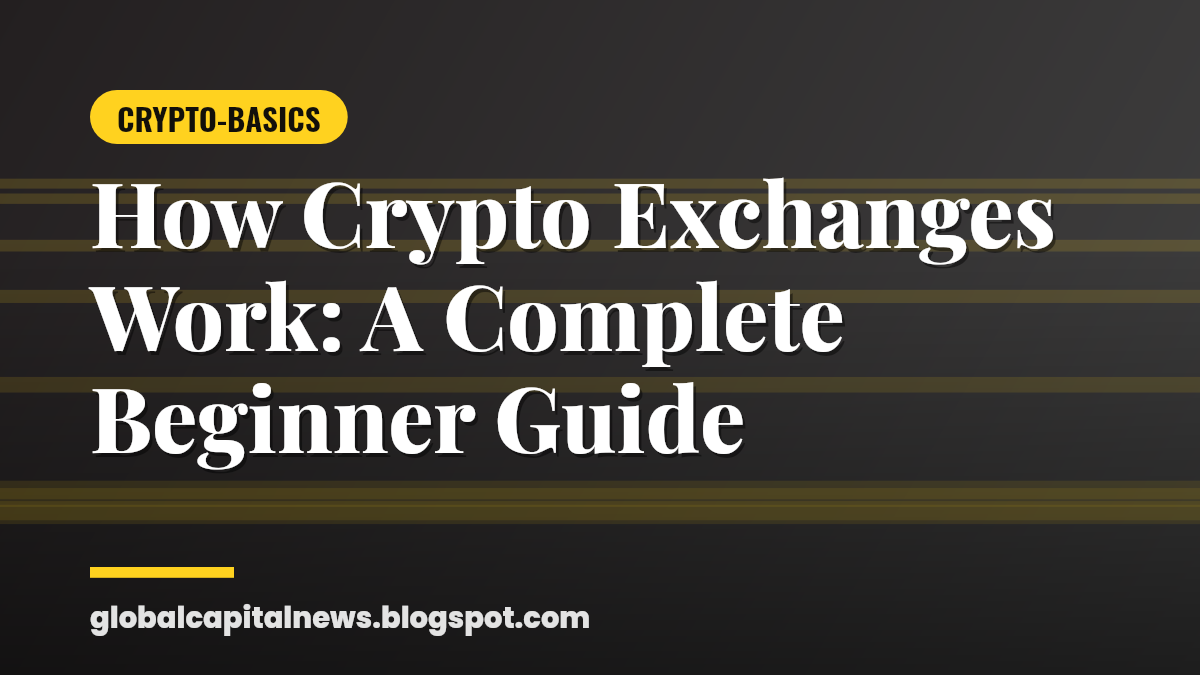 CRYPTO-BASICS
How Crypto Exchanges
Work: A Complete
Beginner Guide
globalcapitalnews.blogspot.com